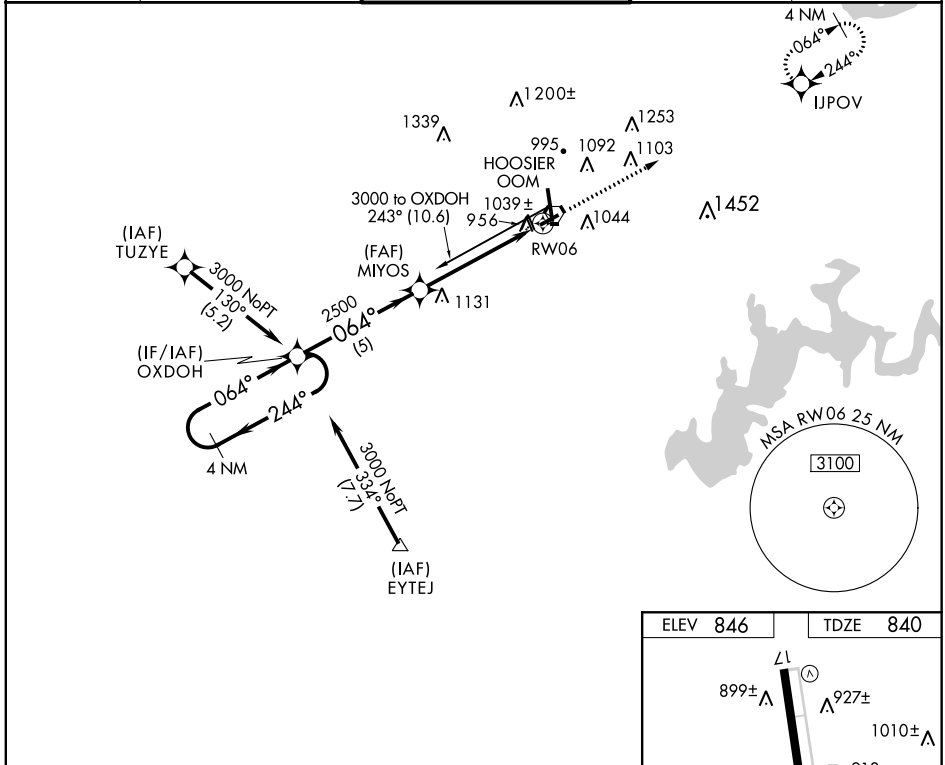 4 NM
064°
244°
IJPOV
1200±
1339
1253
995
1092
1103
HOOSIER
OOM
3000 to OXDOH
243° (10.6)
1039±
956
1044
1452
RW06
(IAF)
TUZYE
(FAF)
MIYOS
3000 NoPT
130°
(5.2)
1131
2500
064°
(5)
(IF/IAF)
OXDOH
064°
244°
4 NM
3000 NoPT
334°
(7.7)
(IAF)
EYTEJ
MSA RW06 25 NM
3100
ELEV 846
TDZE 840
17
V
899±
927±
1010±